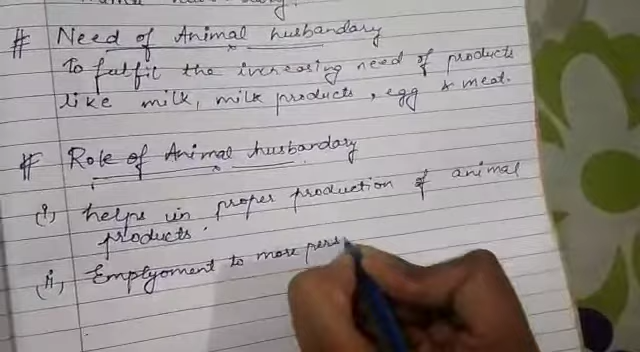 # Need of Animal husbandary
To fulfil the increasing need of products
like milk, milk products, egg & meat.
# Role of Animal husbandary
(i) helps in proper production of animal
products.
(ii) Emplyoment to more pers